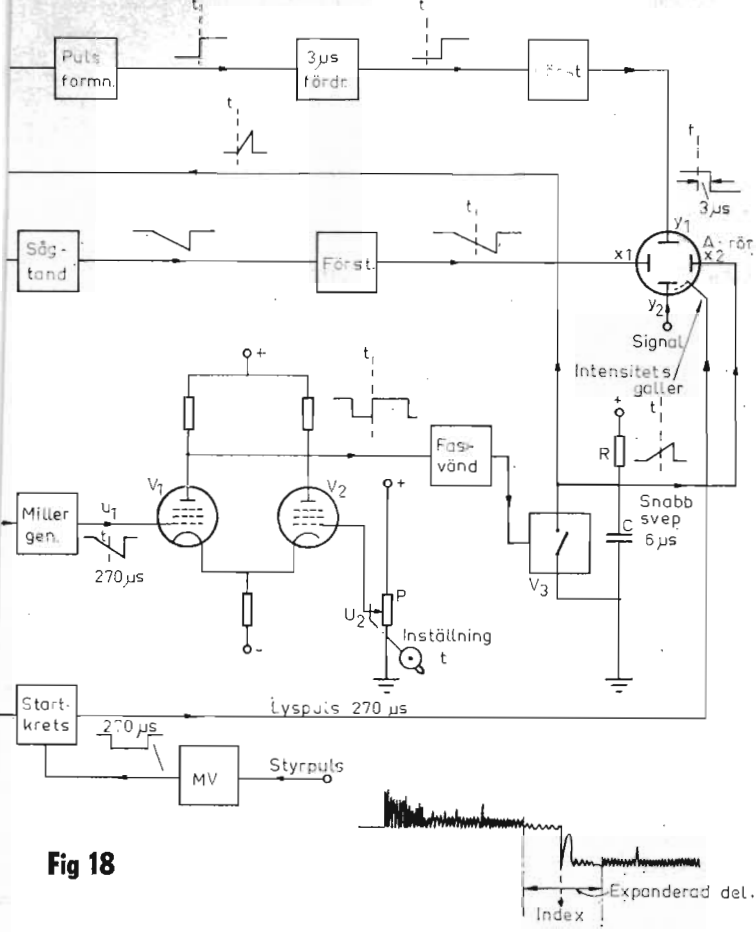 t₁
t
Puls
formn.
3µs
fördr.
t
t
3µs
y₁
A-rör
Såg-
tand
t
Först.
x1
x2
y₂
Signal
Intensitets
galler
+
t
t
+
R
V₁
V₂
Fas-
vänd
+
Snabb
svep
6µs
C
Miller
gen.
u₁
t
270µs
V₃
P
U₂
Inställning
t
-
Start-
krets
Lyspuls 270 µs
270 µs
MV
Styrpuls
Fig 18
Expanderad del.
Index